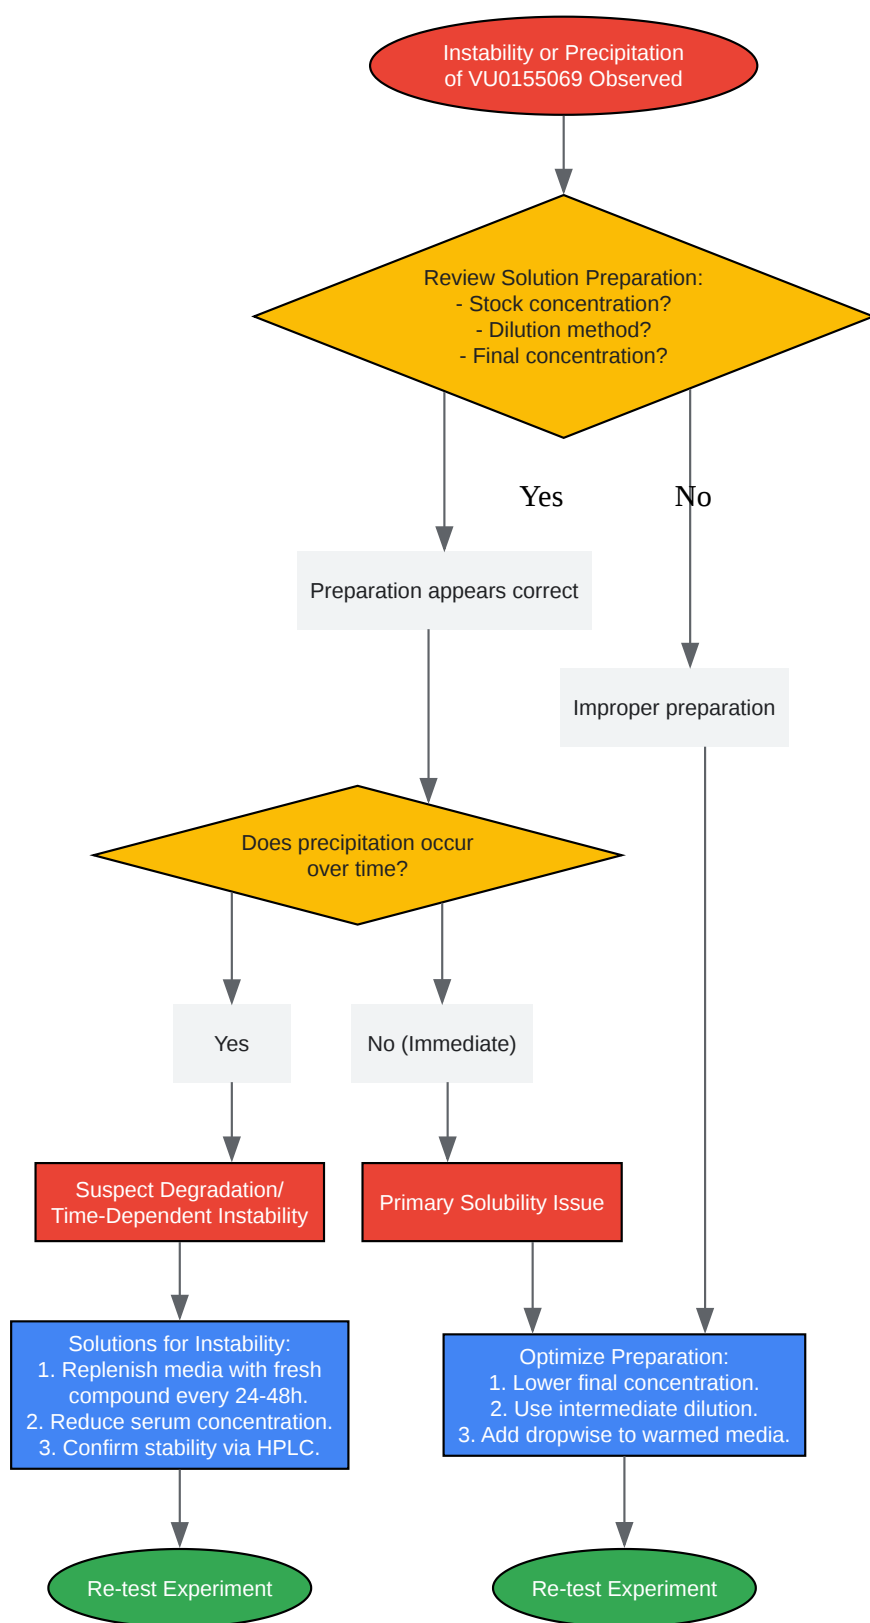 Instability or Precipitation
of VU0155069 Observed
Review Solution Preparation:
- Stock concentration?
- Dilution method?
- Final concentration?
Yes
No
Preparation appears correct
Improper preparation
Does precipitation occur
over time?
Yes
No (Immediate)
Suspect Degradation/
Time-Dependent Instability
Primary Solubility Issue
Solutions for Instability:
1. Replenish media with fresh
compound every 24-48h.
2. Reduce serum concentration.
3. Confirm stability via HPLC.
Optimize Preparation:
1. Lower final concentration.
2. Use intermediate dilution.
3. Add dropwise to warmed media.
Re-test Experiment
Re-test Experiment